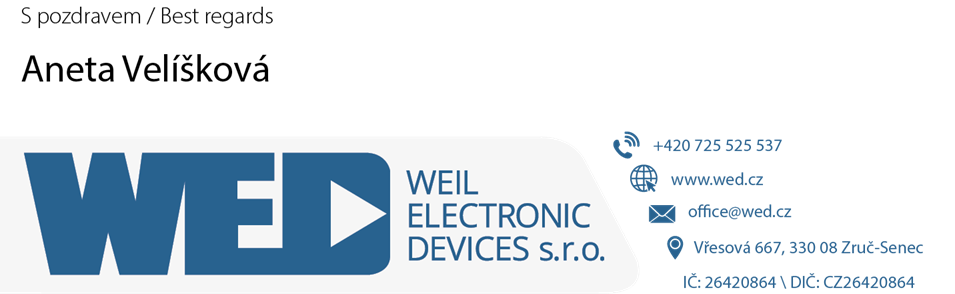 S pozdravem / Best regards
Aneta Velíšková
WED
WEIL
ELECTRONIC
DEVICES s.r.o.
+420 725 525 537
www.wed.cz
office@wed.cz
Vřesová 667, 330 08 Zruč-Senec
IČ: 26420864 \ DIČ: CZ26420864